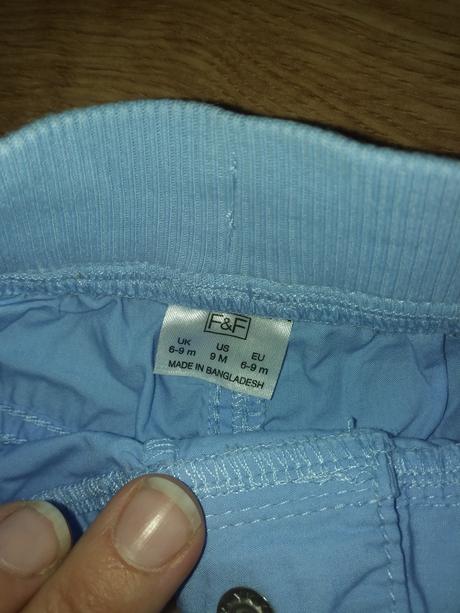 F&F
UK US EU
6-9 m 9 M 6-9 m
MADE IN BANGLADESH